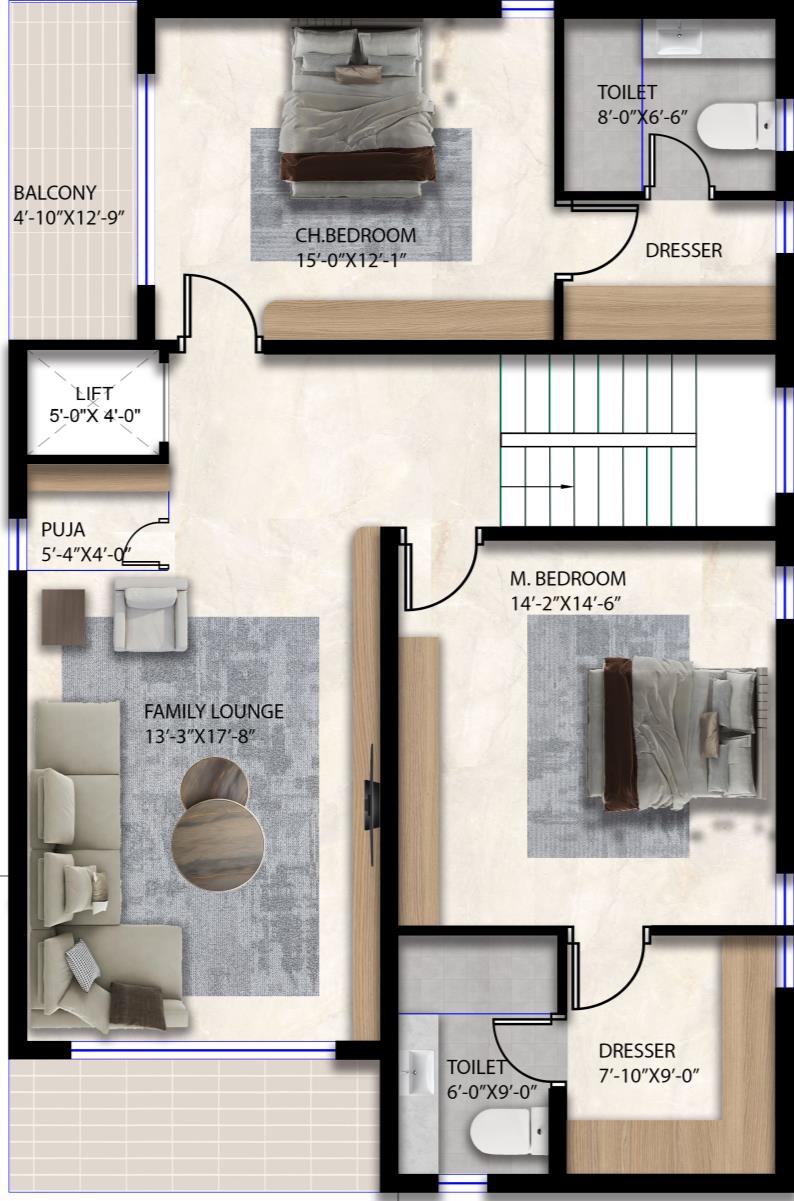 TOILET
8'-0"X6'-6"
BALCONY
4'-10"X12'-9"
CH.BEDROOM
15'-0"X12'-1"
DRESSER
LIFT
5'-0"X 4'-0"
PUJA
5'-4"X4'-0"
M. BEDROOM
14'-2"X14'-6"
FAMILY LOUNGE
13'-3"X17'-8"
TOILET
6'-0"X9'-0"
DRESSER
7'-10"X9'-0"